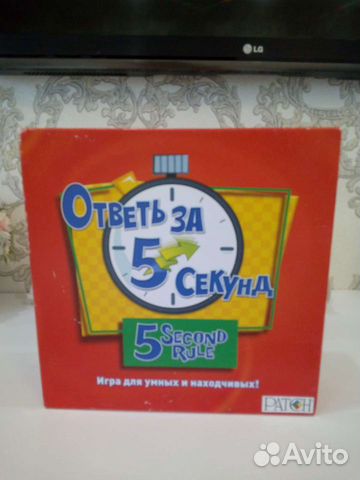 LG
Ответь за
5 секунд
5 Second
Rule
Игра для умных и находчивых!
PATCH
Avito